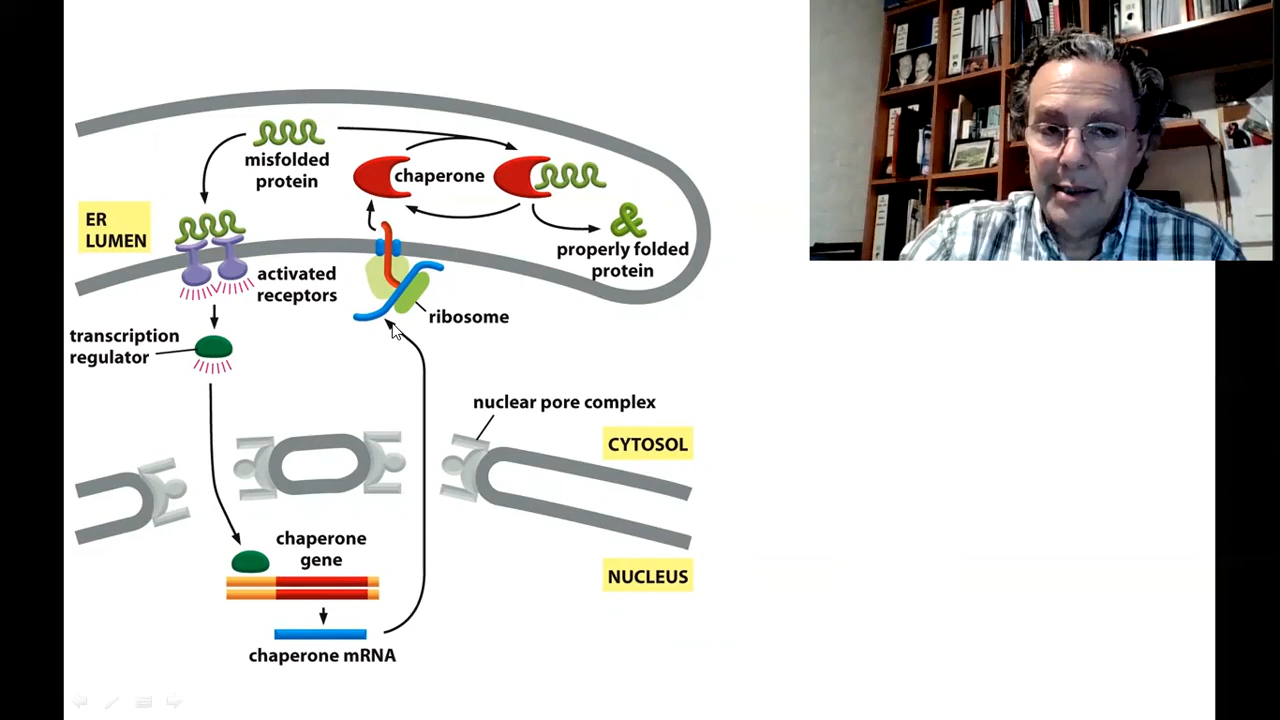 misfolded
protein
chaperone
ER
LUMEN
properly folded
protein
activated
receptors
ribosome
transcription
regulator
nuclear pore complex
CYTOSOL
chaperone
gene
NUCLEUS
chaperone mRNA